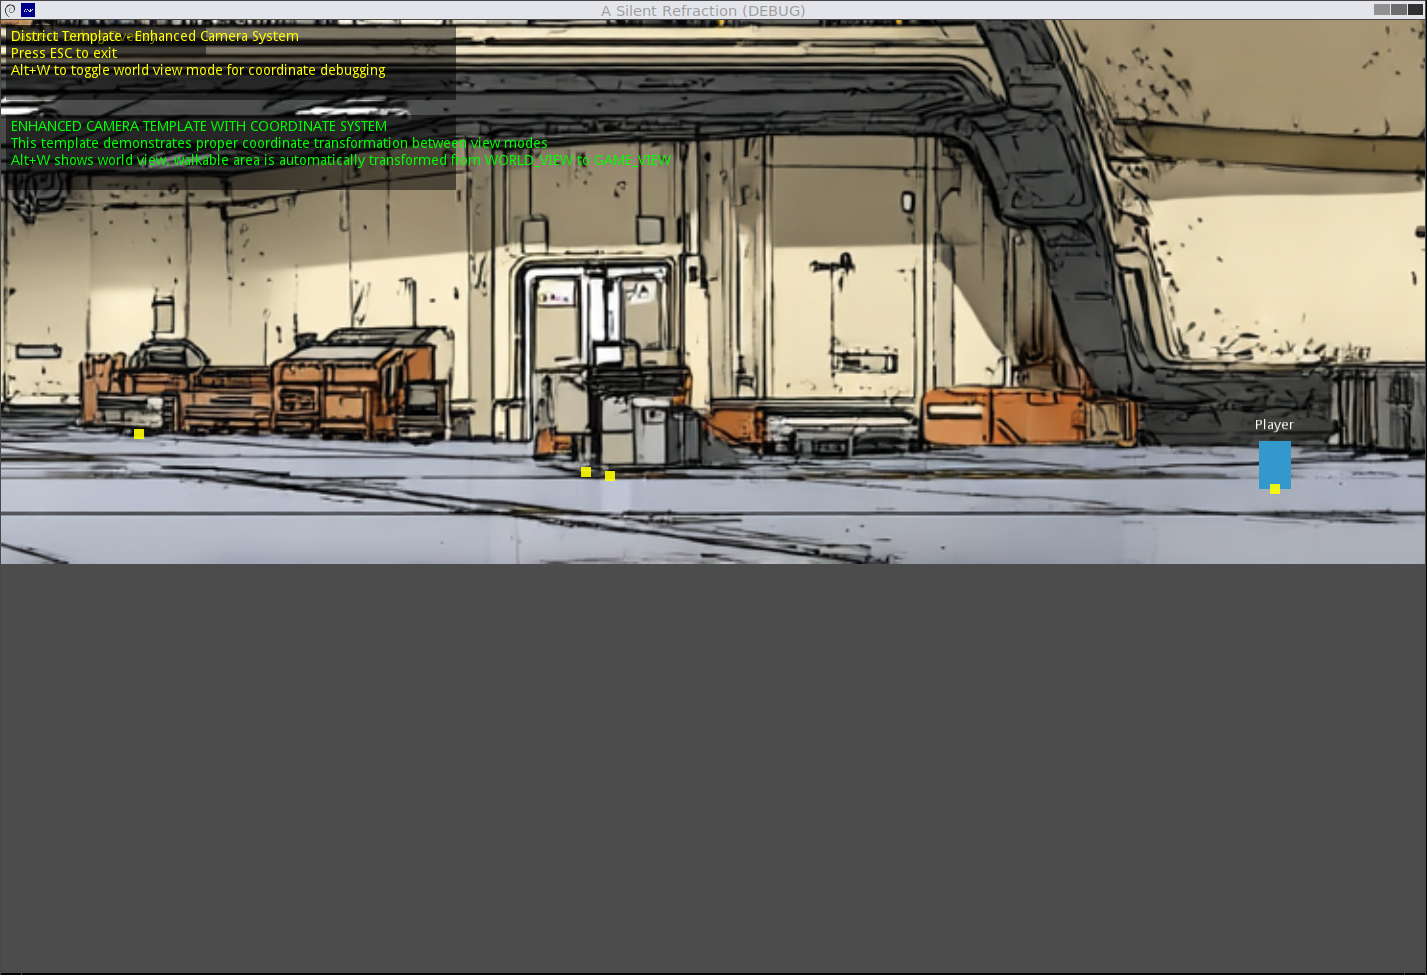 A Silent Refraction (DEBUG)
District Template - Enhanced Camera System
Press ESC to exit
Alt+W to toggle world view mode for coordinate debugging
ENHANCED CAMERA TEMPLATE WITH COORDINATE SYSTEM
This template demonstrates proper coordinate transformation between view modes
Alt+W shows world view, walkable area is automatically transformed from WORLD_VIEW to GAME_VIEW
Player